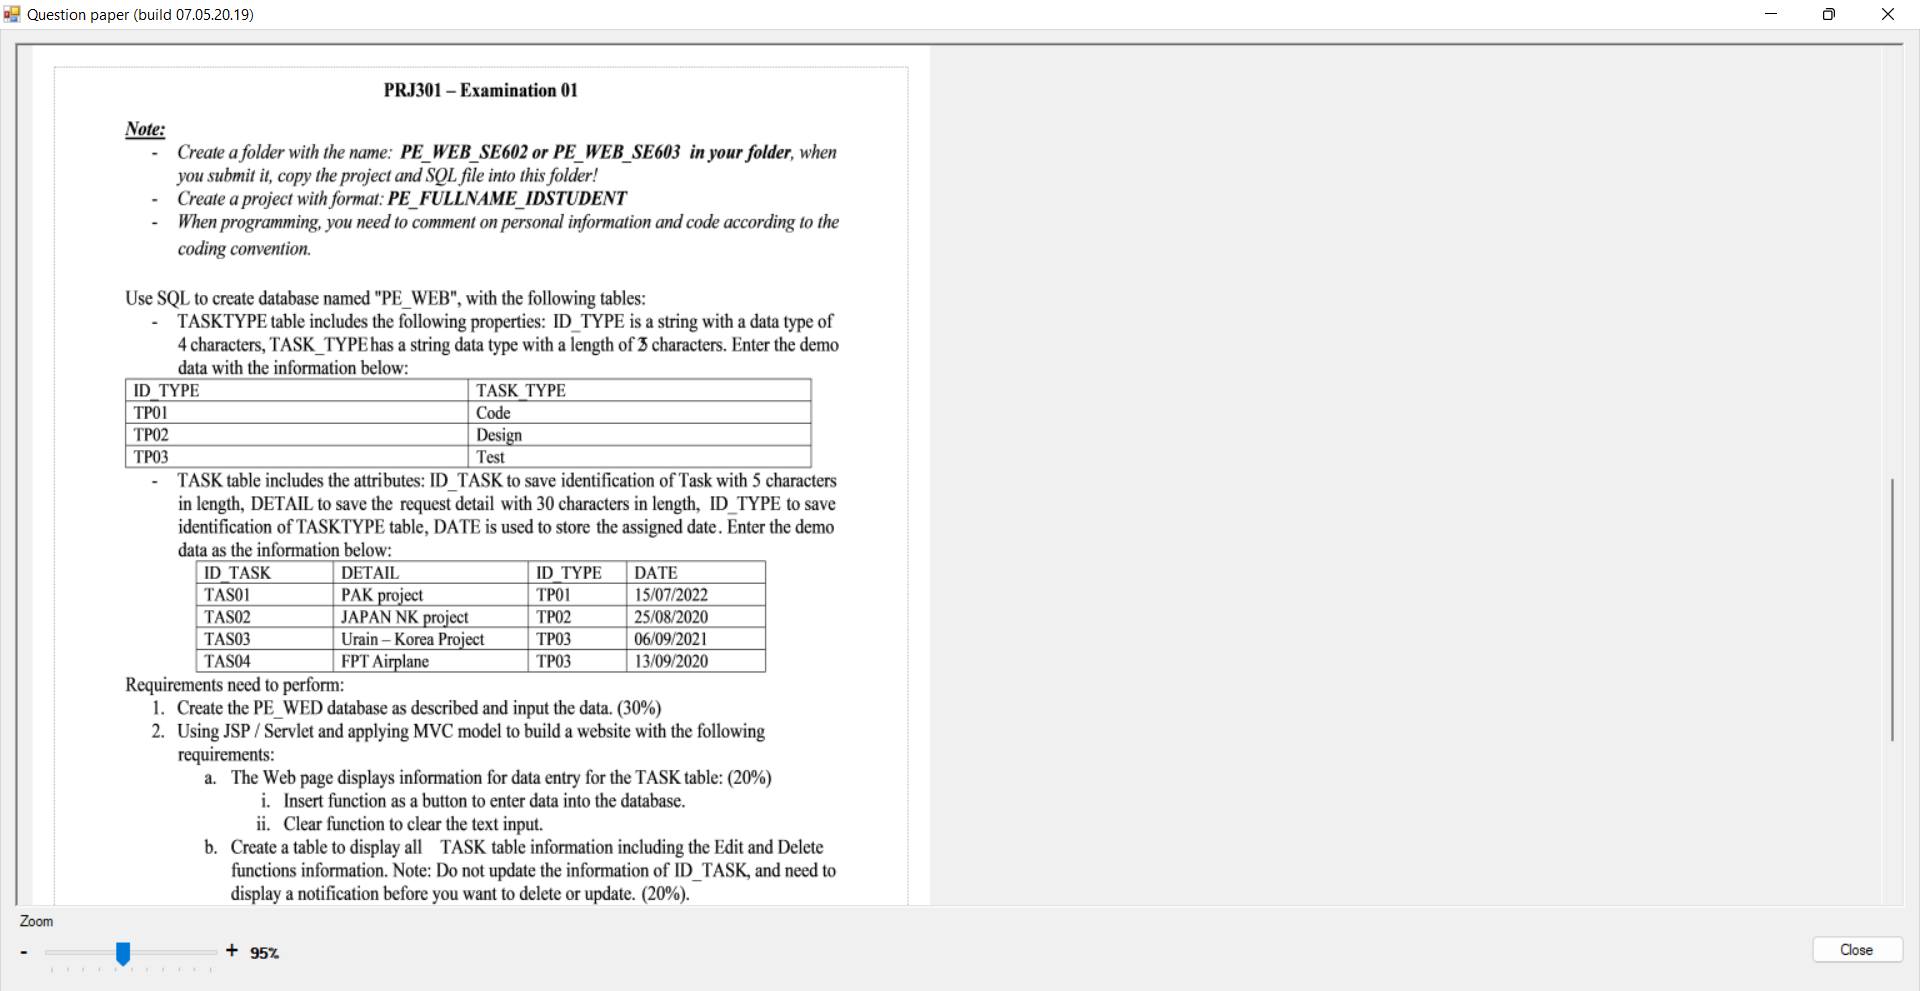 Question paper (build 07.05.20.19)
PRJ301 – Examination 01
Note:
- Create a folder with the name: PE_WEB_SE602 or PE_WEB_SE603 in your folder, when
you submit it, copy the project and SQL file into this folder!
- Create a project with format: PE_FULLNAME_IDSTUDENT
- When programming, you need to comment on personal information and code according to the
coding convention.
Use SQL to create database named "PE_WEB", with the following tables:
- TASKTYPE table includes the following properties: ID_TYPE is a string with a data type of
4 characters, TASK_TYPE has a string data type with a length of characters. Enter the demo
data with the information below:
ID_TYPE TASK_TYPE
TP01 Code
TP02 Design
TP03 Test
- TASK table includes the attributes: ID_TASK to save identification of Task with 5 characters
in length, DETAIL to save the request detail with 30 characters in length, ID_TYPE to save
identification of TASKTYPE table, DATE is used to store the assigned date. Enter the demo
data as the information below:
ID_TASK DETAIL ID_TYPE DATE
TAS01 PAK project TP01 15/07/2022
TAS02 JAPAN NK project TP02 25/08/2020
TAS03 Urain – Korea Project TP03 06/09/2021
TAS04 FPT Airplane TP03 13/09/2020
Requirements need to perform:
1. Create the PE_WED database as described and input the data. (30%)
2. Using JSP / Servlet and applying MVC model to build a website with the following
requirements:
a. The Web page displays information for data entry for the TASK table: (20%)
i. Insert function as a button to enter data into the database.
ii. Clear function to clear the text input.
b. Create a table to display all TASK table information including the Edit and Delete
functions information. Note: Do not update the information of ID_TASK, and need to
display a notification before you want to delete or update. (20%).
Zoom
- + 95%
Close